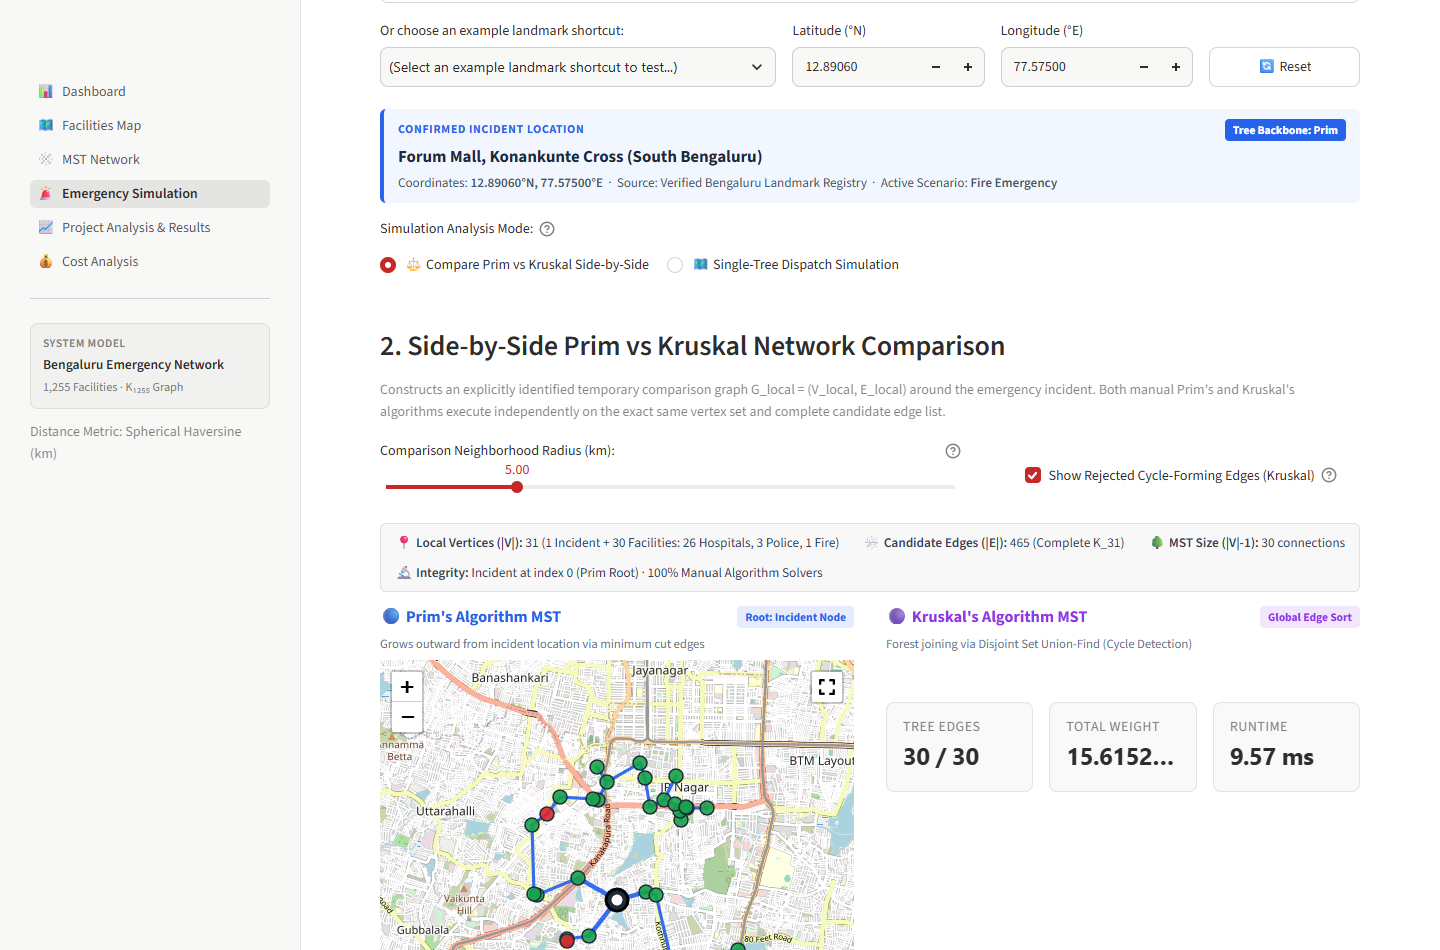 Dashboard
Facilities Map
MST Network
Emergency Simulation
Project Analysis & Results
Cost Analysis
SYSTEM MODEL
Bengaluru Emergency Network
1,255 Facilities · K₁₂₅₅ Graph
Distance Metric: Spherical Haversine
(km)
Or choose an example landmark shortcut:
Latitude (°N)
Longitude (°E)
(Select an example landmark shortcut to test...)
12.89060
77.57500
Reset
CONFIRMED INCIDENT LOCATION
Tree Backbone: Prim
Forum Mall, Konankunte Cross (South Bengaluru)
Coordinates: 12.89060°N, 77.57500°E · Source: Verified Bengaluru Landmark Registry · Active Scenario: Fire Emergency
Simulation Analysis Mode:
Compare Prim vs Kruskal Side-by-Side
Single-Tree Dispatch Simulation
2. Side-by-Side Prim vs Kruskal Network Comparison
Constructs an explicitly identified temporary comparison graph G_local = (V_local, E_local) around the emergency incident. Both manual Prim's and Kruskal's
algorithms execute independently on the exact same vertex set and complete candidate edge list.
Comparison Neighborhood Radius (km):
5.00
Show Rejected Cycle-Forming Edges (Kruskal)
Local Vertices (|V|): 31 (1 Incident + 30 Facilities: 26 Hospitals, 3 Police, 1 Fire)
Candidate Edges (|E|): 465 (Complete K_31)
MST Size (|V|-1): 30 connections
Integrity: Incident at index 0 (Prim Root) · 100% Manual Algorithm Solvers
Prim's Algorithm MST
Root: Incident Node
Grows outward from incident location via minimum cut edges
Kruskal's Algorithm MST
Global Edge Sort
Forest joining via Disjoint Set Union-Find (Cycle Detection)
TREE EDGES
30 / 30
TOTAL WEIGHT
15.6152...
RUNTIME
9.57 ms
+
−
Banashankari
Jayanagar
nnamma
Betta
BTM Layout
JP Nagar
Uttarahalli
Kanakapura Road
Vaikunta
Hill
Gubbalala
80 Feet Road